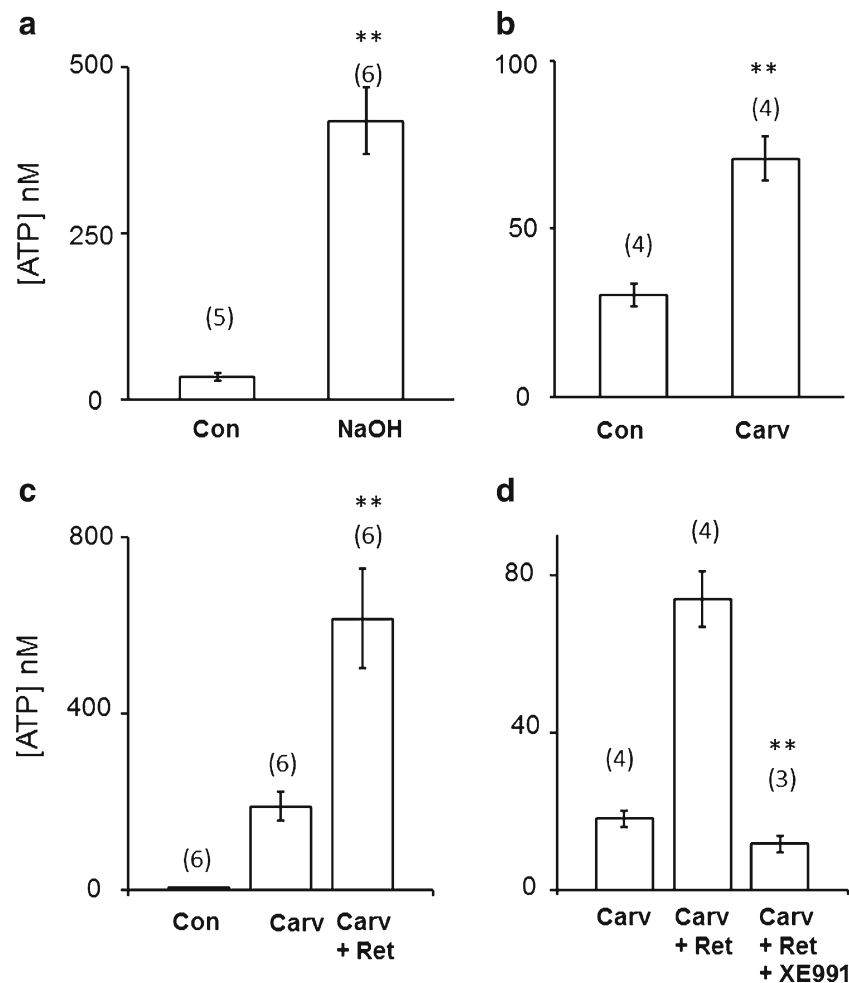 a
**
(6)
500
250
0
[ATP] nM
(5)
Con
NaOH
b
**
(4)
100
50
0
(4)
Con
Carv
c
**
(6)
800
400
0
[ATP] nM
(6)
(6)
Con
Carv
Carv
+ Ret
d
(4)
80
40
0
(4)
**
(3)
Carv
Carv
+ Ret
Carv
+ Ret
+ XE991